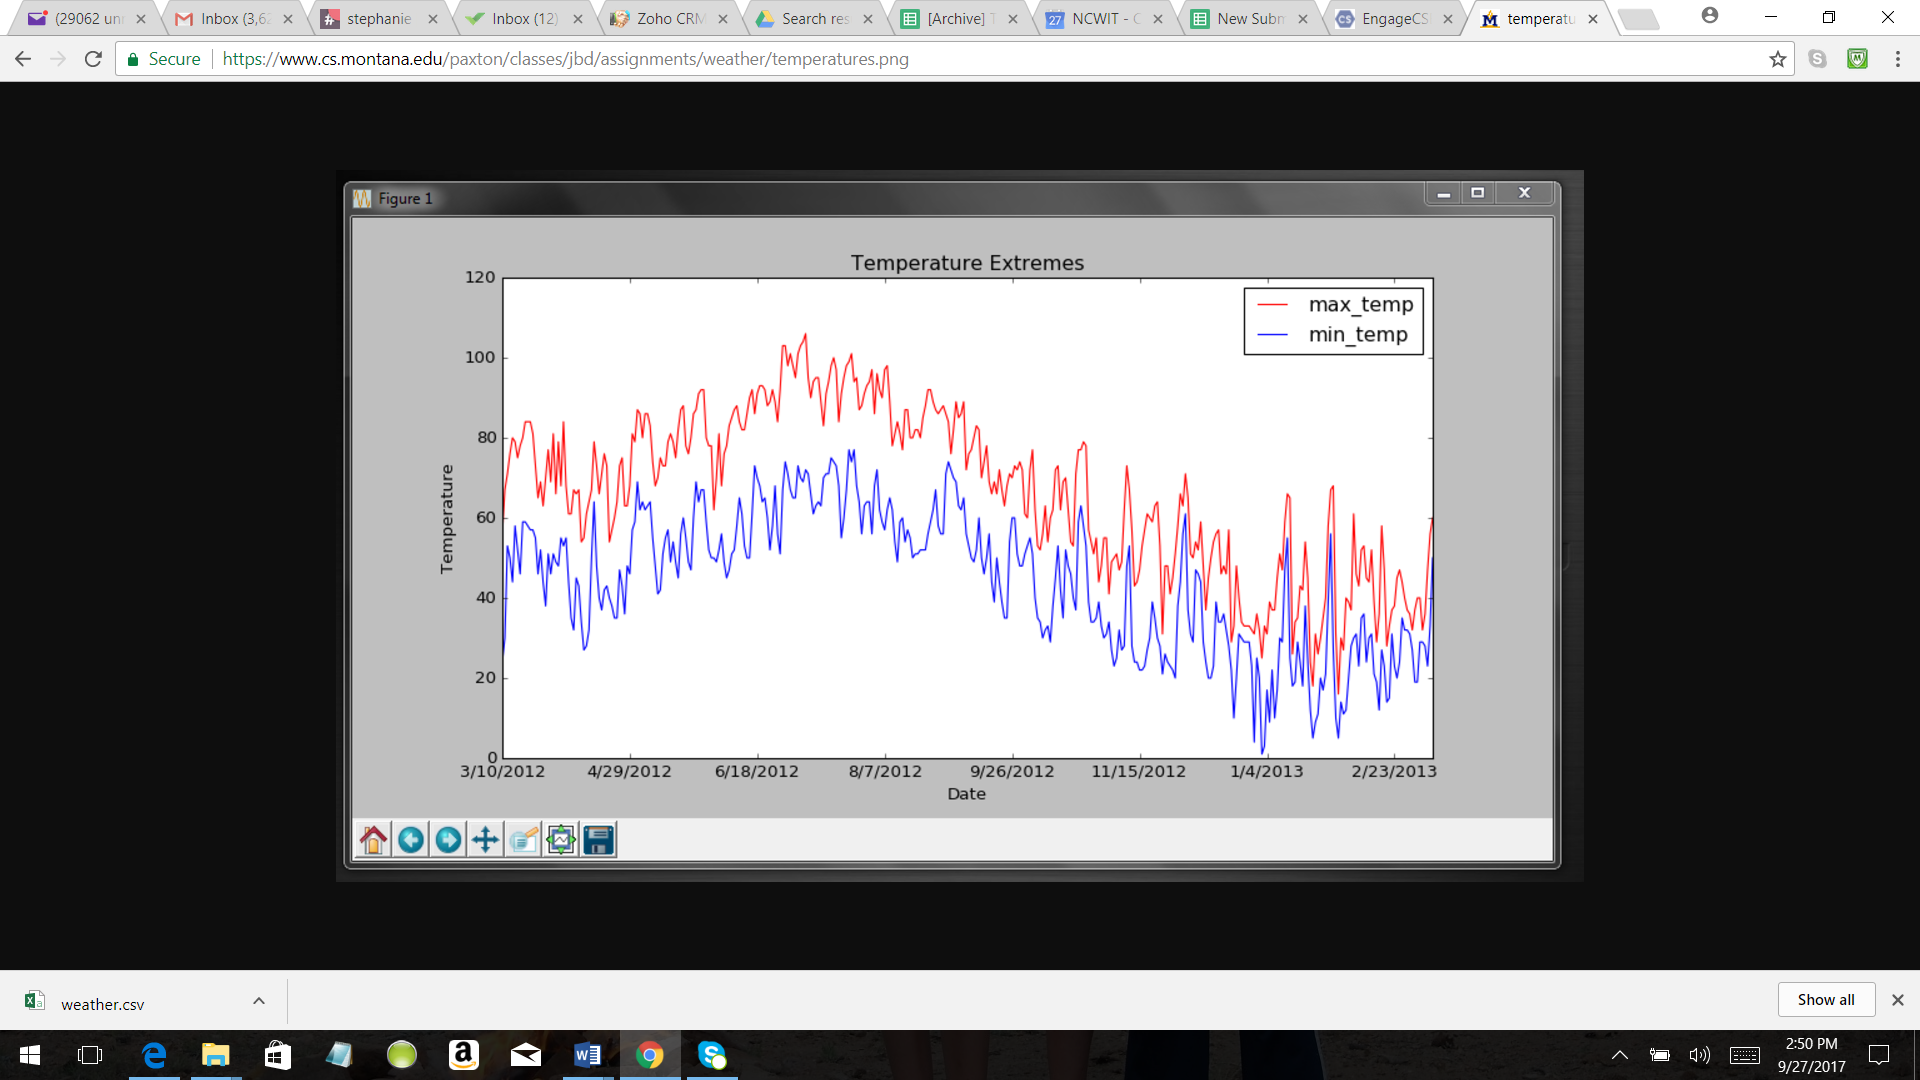 (29062 un
Inbox (3,62
stephanie
Inbox (12)
Zoho CRM
Search res
[Archive] T
27
NCWIT - C
New Subm
CS
EngageCS
M
temperatu
Secure
https://www.cs.montana.edu/paxton/classes/jbd/assignments/weather/temperatures.png
Figure 1
Temperature Extremes
max_temp
min_temp
120
100
80
60
40
20
0
Temperature
3/10/2012 4/29/2012 6/18/2012 8/7/2012 9/26/2012 11/15/2012 1/4/2013 2/23/2013
Date
weather.csv
Show all
2:50 PM
9/27/2017